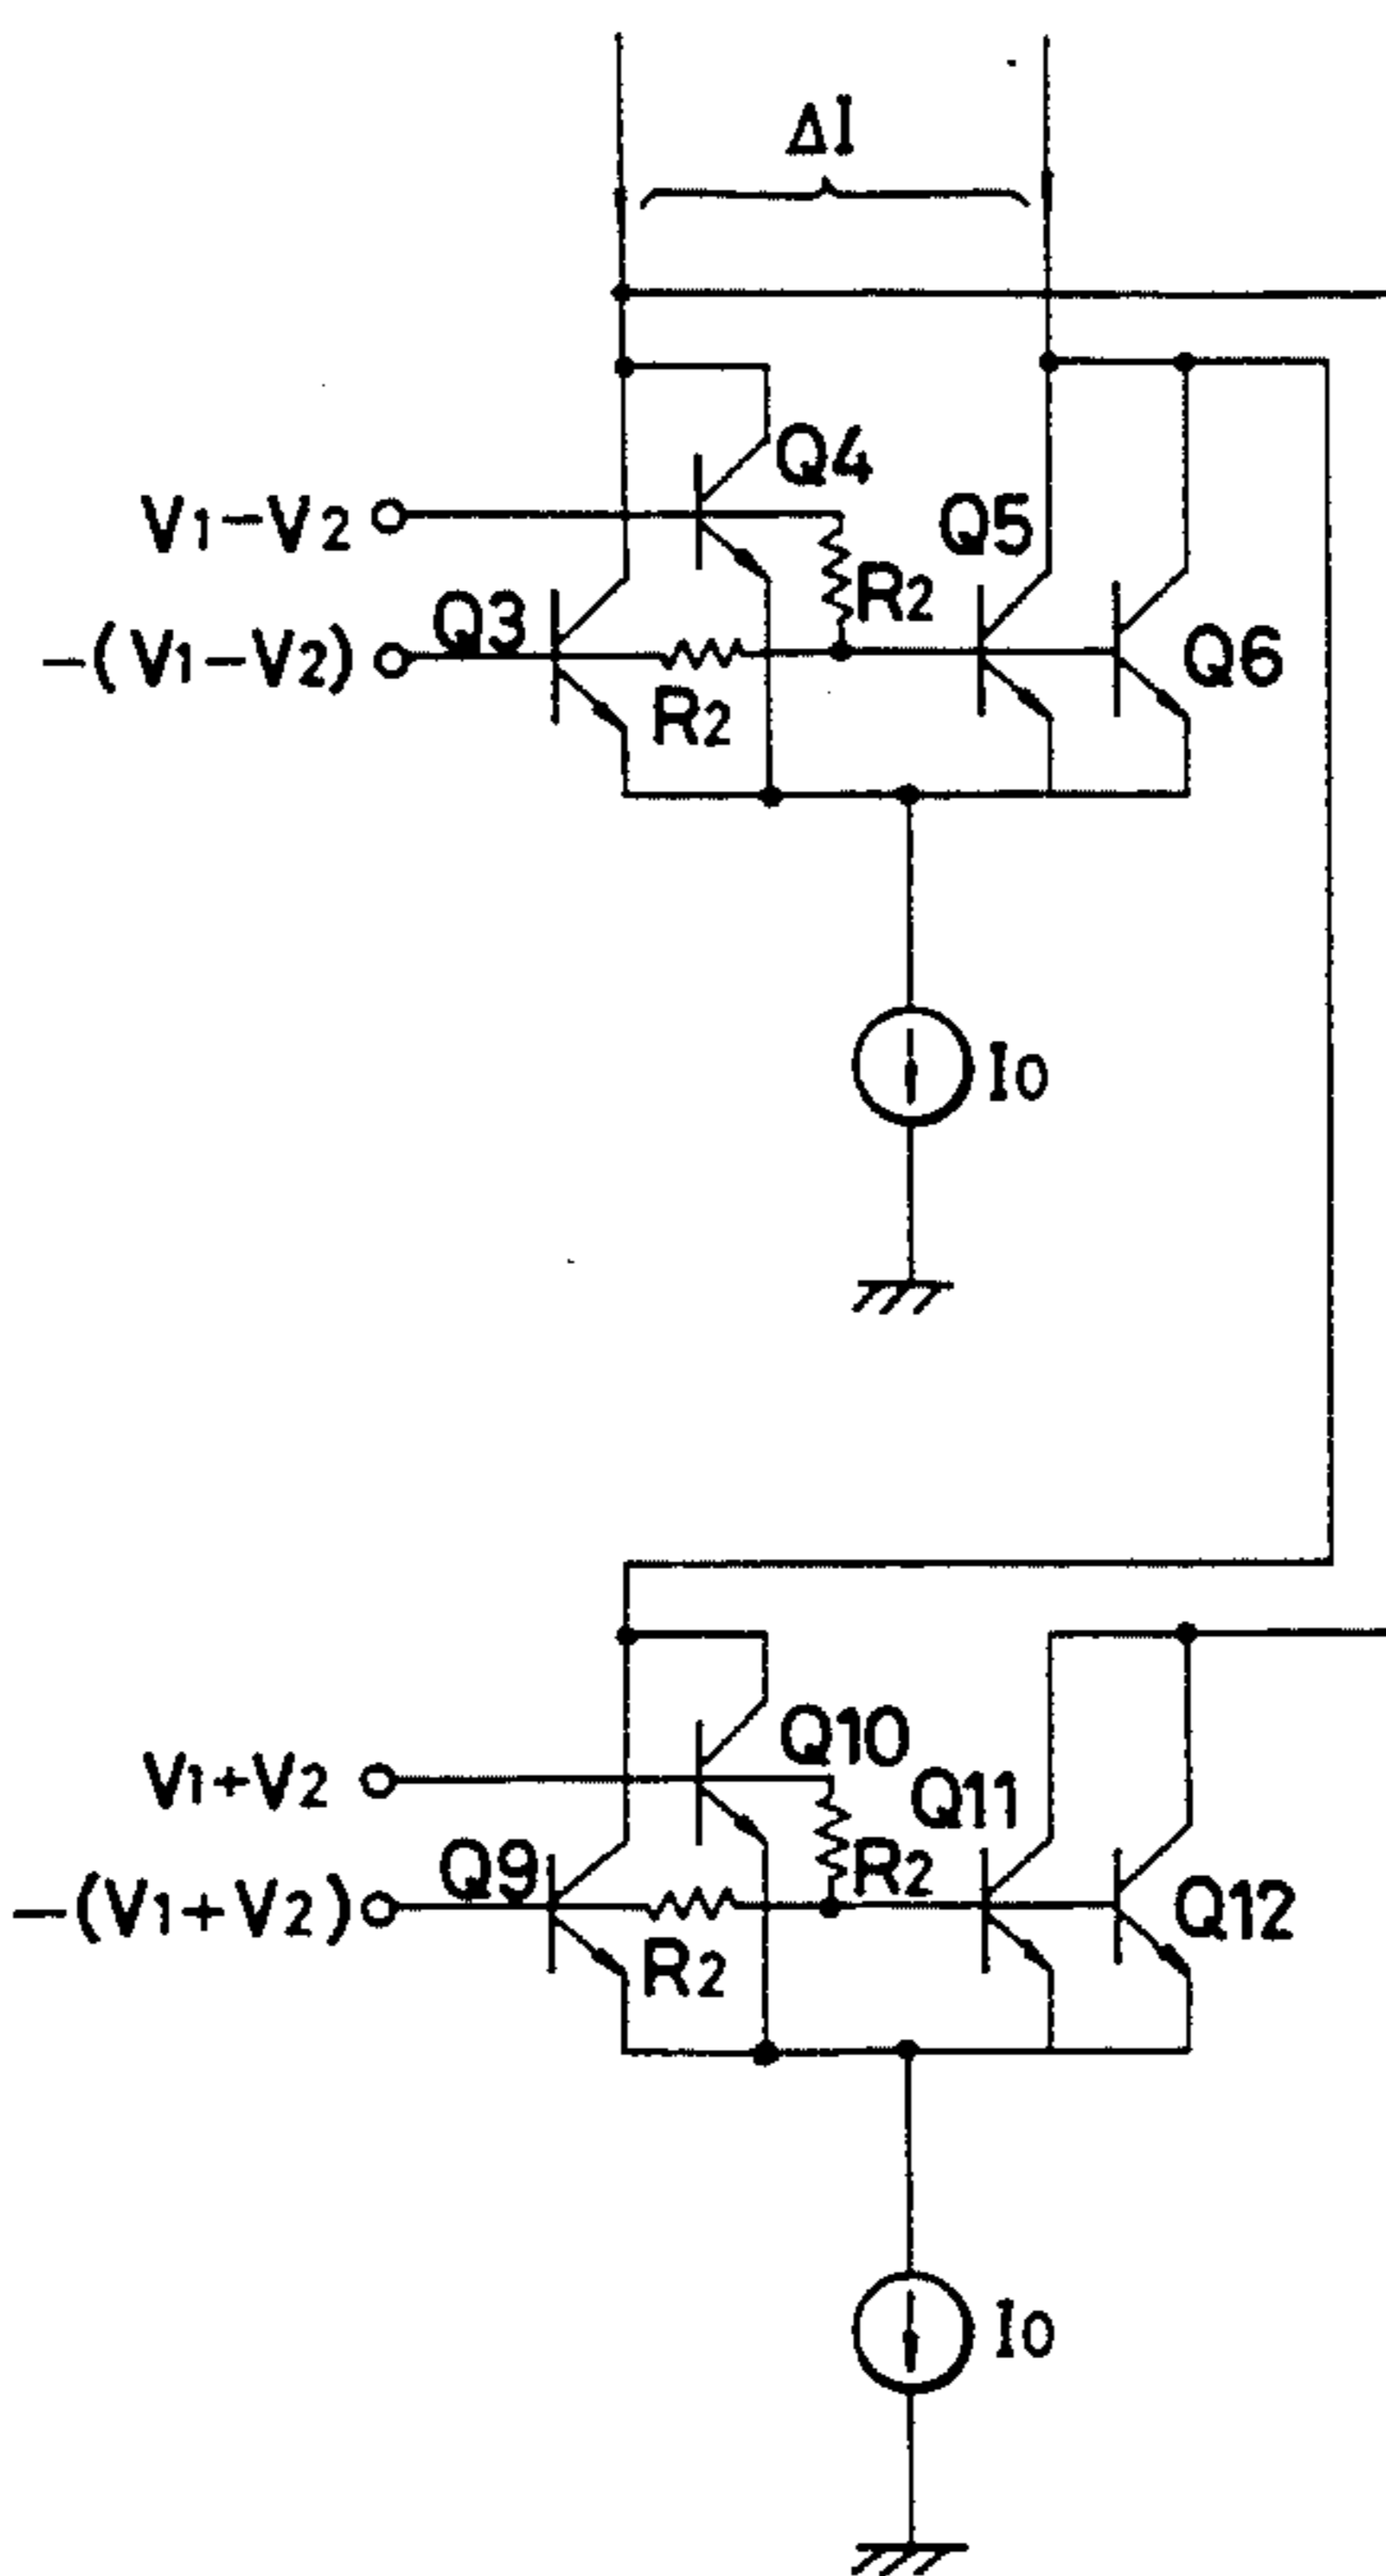 ΔI
Q4
V1-V2
Q5
R2
Q3
-(V1-V2)
Q6
R2
I0
Q10
V1+V2
Q11
R2
Q9
-(V1+V2)
Q12
R2
I0